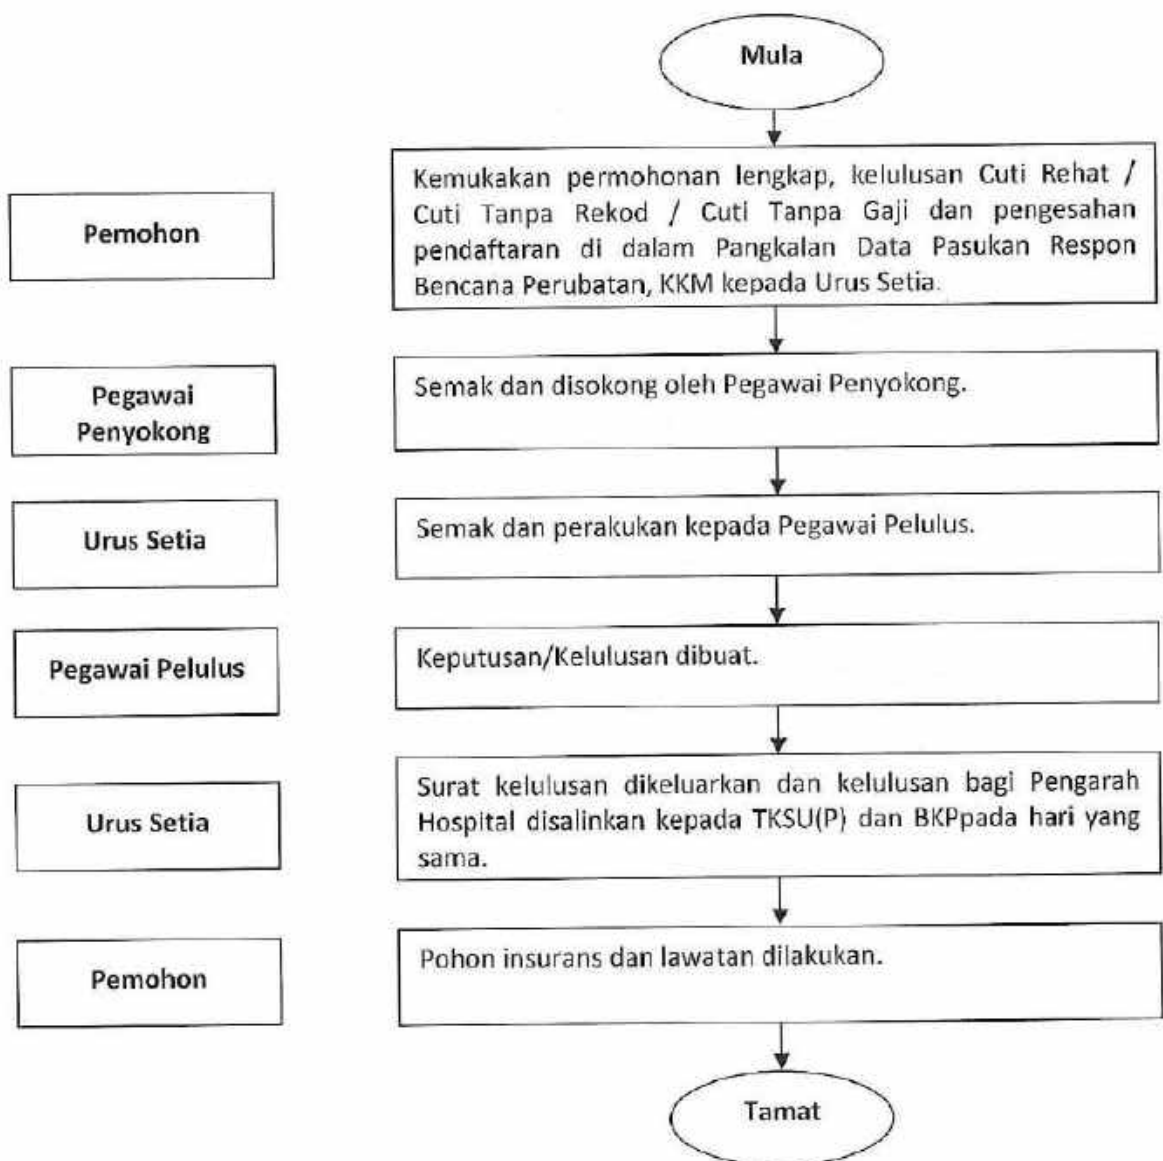 Mula
Pemohon
Kemukakan permohonan lengkap, kelulusan Cuti Rehat /
Cuti Tanpa Rekod / Cuti Tanpa Gaji dan pengesahan
pendaftaran di dalam Pangkalan Data Pasukan Respon
Bencana Perubatan, KKM kepada Urus Setia.
Pegawai
Penyokong
Semak dan disokong oleh Pegawai Penyokong.
Urus Setia
Semak dan perakukan kepada Pegawai Pelulus.
Pegawai Pelulus
Keputusan/Kelulusan dibuat.
Urus Setia
Surat kelulusan dikeluarkan dan kelulusan bagi Pengarah
Hospital disalinkan kepada TKSU(P) dan BKPpada hari yang
sama.
Pemohon
Pohon insurans dan lawatan dilakukan.
Tamat